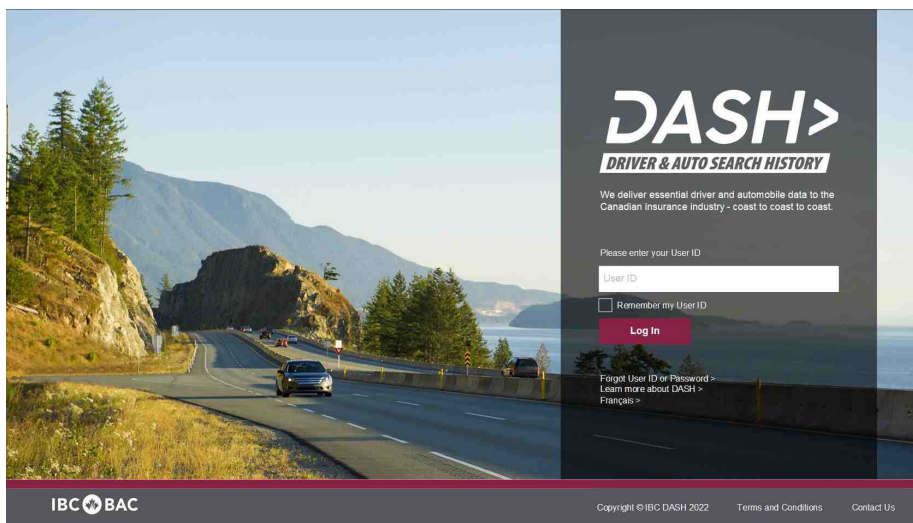 DASH>
DRIVER & AUTO SEARCH HISTORY
We deliver essential driver and automobile data to the
Canadian insurance industry - coast to coast to coast.
Please enter your User ID
User ID
Remember my User ID
Log In
Forgot User ID or Password >
Learn more about DASH >
Français >
IBC BAC
Copyright © IBC DASH 2022 Terms and Conditions Contact Us